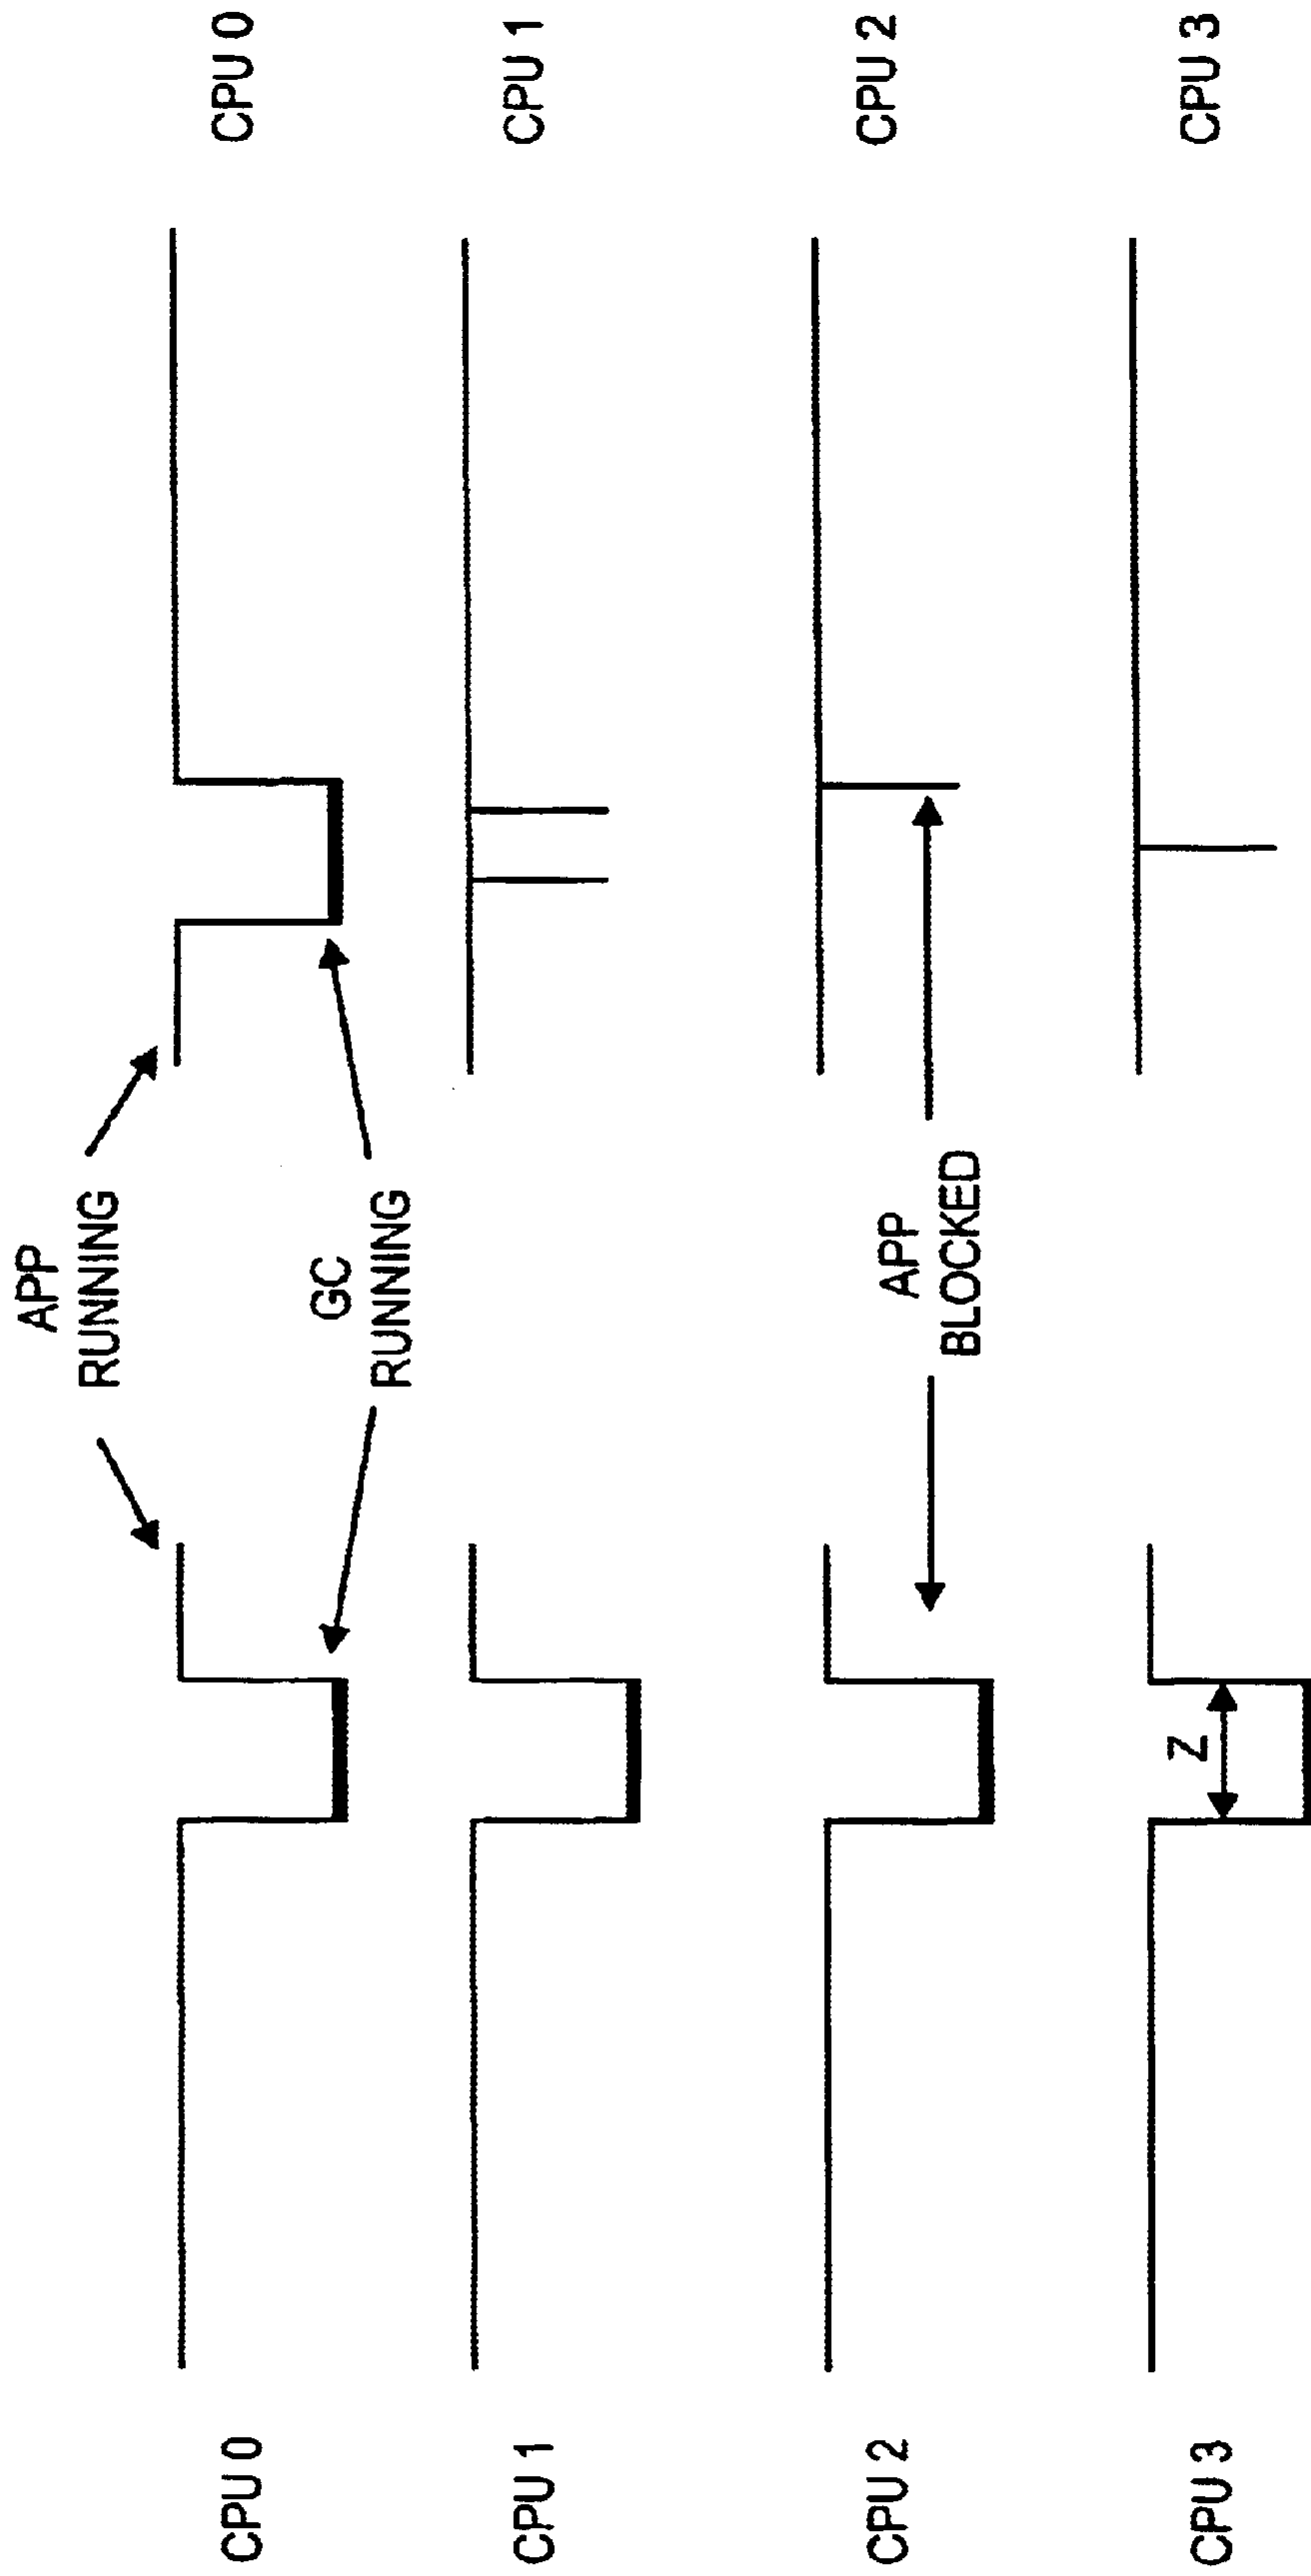 APP
RUNNING
GC
RUNNING
APP
BLOCKED
CPU 0
CPU 1
CPU 2
CPU 3
Z
CPU 0
CPU 1
CPU 2
CPU 3